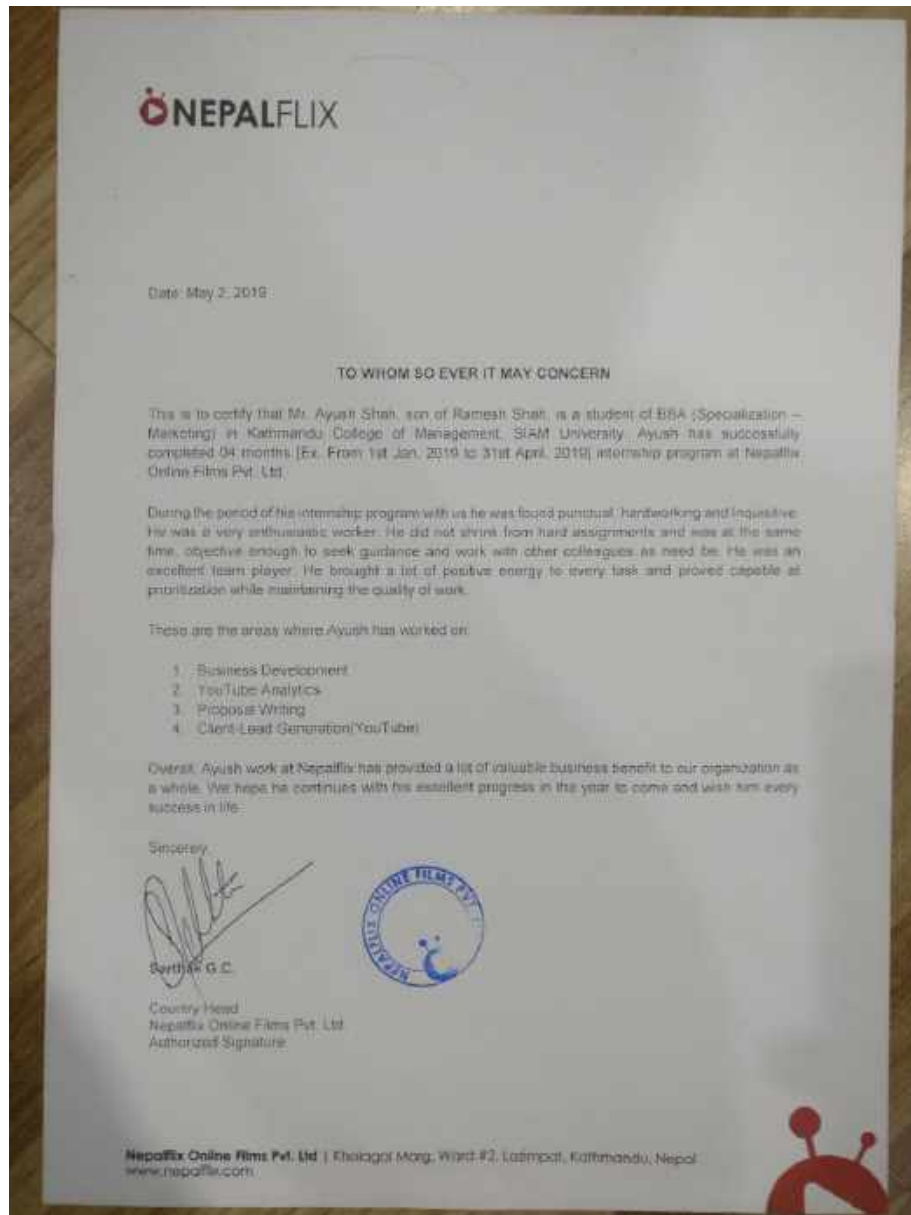 NEPALFLIX
Date: May 2, 2019
TO WHOM SO EVER IT MAY CONCERN
This is to certify that Mr. Ayush Shah, son of Ramesh Shah, is a student of BBA (Specialization –
Marketing) in Kathmandu College of Management, SIAM University. Ayush has successfully
completed 04 months [Ex. From 1st Jan, 2019 to 31st April, 2019] internship program at Nepalflix
Online Films Pvt. Ltd.
During the period of his internship program with us he was found punctual, hardworking and inquisitive.
He was a very enthusiastic worker. He did not shrink from hard assignments and was at the same
time, objective enough to seek guidance and work with other colleagues as need be. He was an
excellent team player. He brought a lot of positive energy to every task and proved capable at
prioritization while maintaining the quality of work.
These are the areas where Ayush has worked on:
1. Business Development
2. YouTube Analytics
3. Proposal Writing
4. Client-Lead Generation(YouTube)
Overall, Ayush work at Nepalflix has provided a lot of valuable business benefit to our organization as
a whole. We hope he continues with his excellent progress in the year to come and wish him every
success in life.
Sincerely,
NEPALFLIX ONLINE FILMS PVT.
Sarthak G.C.
Country Head
Nepalflix Online Films Pvt. Ltd.
Authorized Signature
Nepalflix Online Films Pvt. Ltd | Kholagal Marg, Ward #2, Lazimpat, Kathmandu, Nepal
www.nepalflix.com